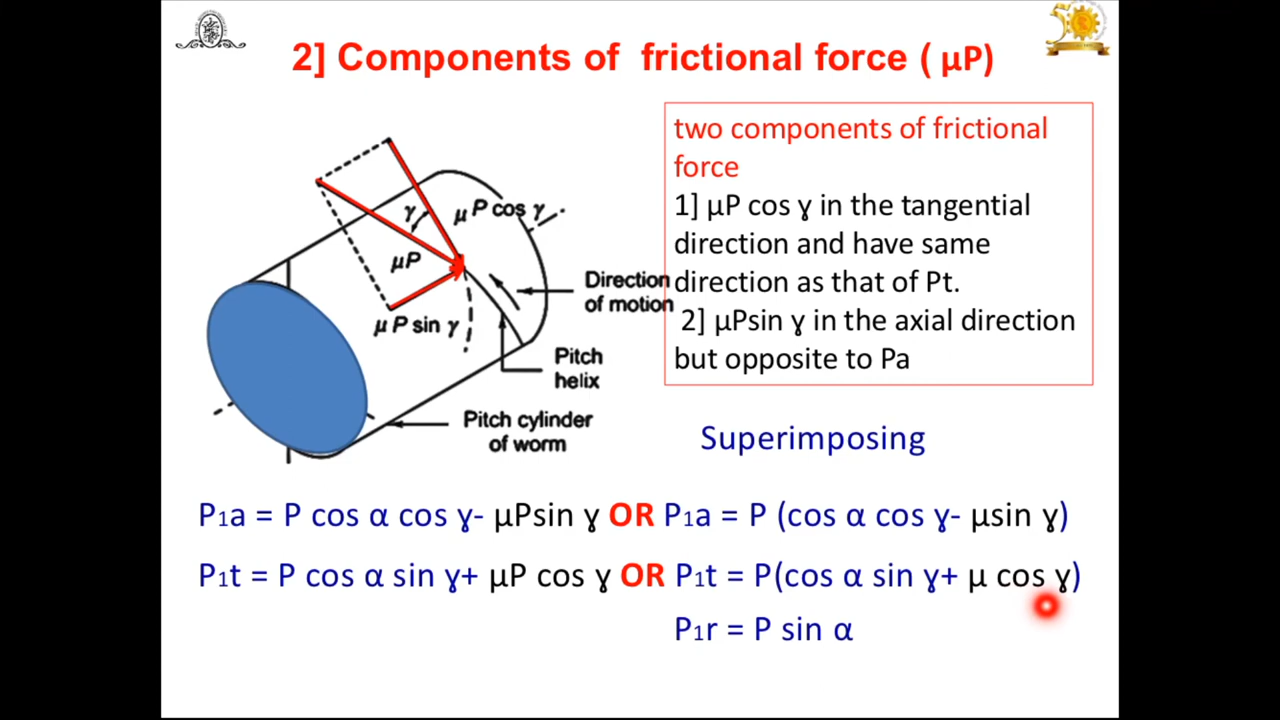 2] Components of frictional force ( µP)
two components of frictional
force
1] µP cos ɣ in the tangential
direction and have same
direction as that of Pt.
2] µPsin ɣ in the axial direction
but opposite to Pa
γ
µ P cos γ
µP
µ P sin γ
Direction
of motion
Pitch
helix
Pitch cylinder
of worm
Superimposing
P1a = P cos α cos ɣ- µPsin ɣ OR P1a = P (cos α cos ɣ- µsin ɣ)
P1t = P cos α sin ɣ+ µP cos ɣ OR P1t = P(cos α sin ɣ+ µ cos ɣ)
P1r = P sin α